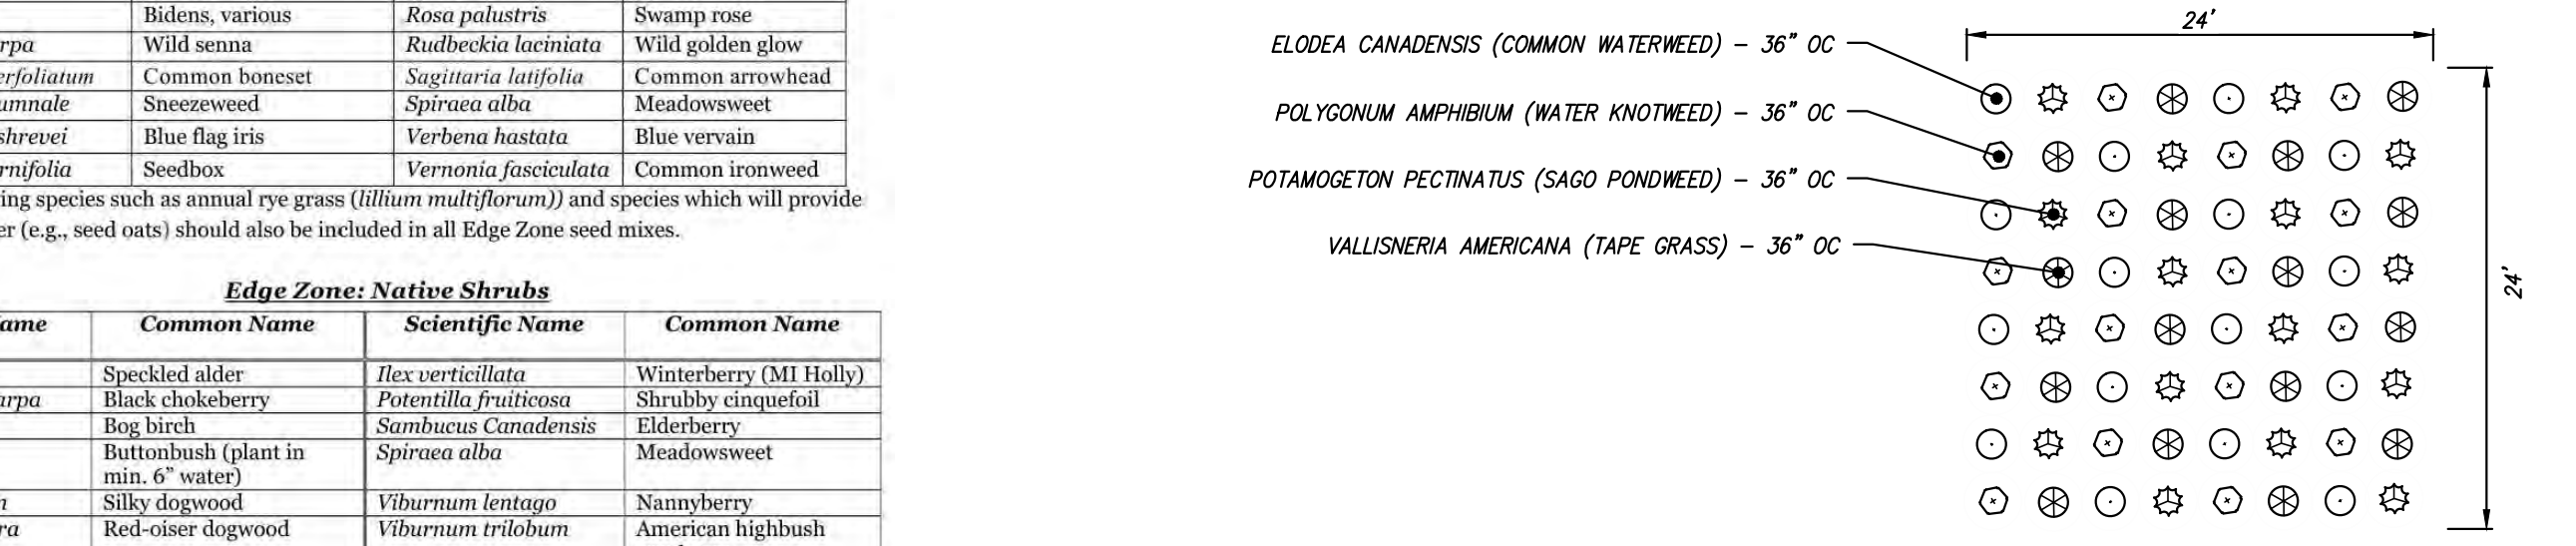 Bidens, various Rosa palustris Swamp rose
rpa Wild senna Rudbeckia laciniata Wild golden glow
erfoliatum Common boneset Sagittaria latifolia Common arrowhead
umnale Sneezeweed Spiraea alba Meadowsweet
shrevei Blue flag iris Verbena hastata Blue vervain
rnifolia Seedbox Vernonia fasciculata Common ironweed
ing species such as annual rye grass (lillium multiflorum)) and species which will provide
er (e.g., seed oats) should also be included in all Edge Zone seed mixes.
Edge Zone: Native Shrubs
ame Common Name Scientific Name Common Name
Speckled alder Ilex verticillata Winterberry (MI Holly)
arpa Black chokeberry Potentilla fruiticosa Shrubby cinquefoil
Bog birch Sambucus Canadensis Elderberry
Buttonbush (plant in Spiraea alba Meadowsweet
min. 6" water)
n Silky dogwood Viburnum lentago Nannyberry
ra Red-oiser dogwood Viburnum trilobum American highbush
24'
ELODEA CANADENSIS (COMMON WATERWEED) – 36" OC
POLYGONUM AMPHIBIUM (WATER KNOTWEED) – 36" OC
POTAMOGETON PECTINATUS (SAGO PONDWEED) – 36" OC
VALLISNERIA AMERICANA (TAPE GRASS) – 36" OC
24'